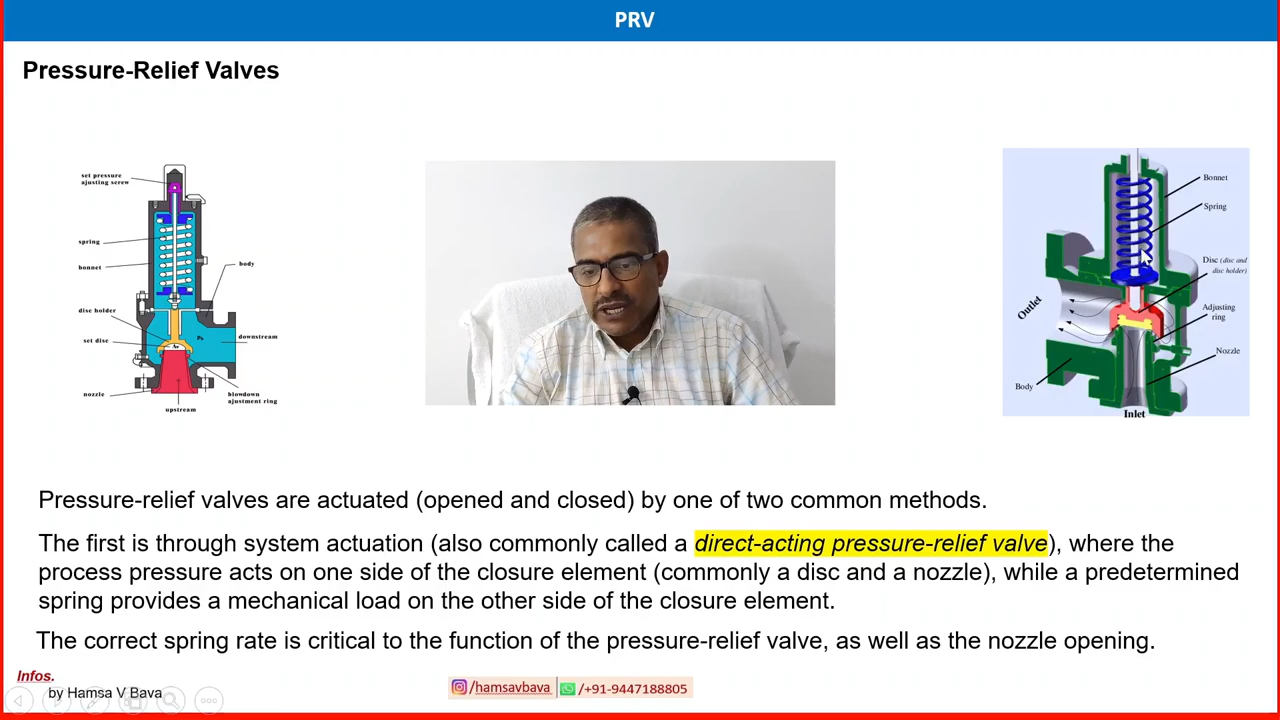 PRV
Pressure-Relief Valves
set pressure
ajusting screw
spring
bonnet
body
disc holder
set disc
downstream
nozzle
blowdown
ajustment ring
upstream
Bonnet
Spring
Disc (disc and
disc holder)
Adjusting
ring
Nozzle
Outlet
Body
Inlet
Pressure-relief valves are actuated (opened and closed) by one of two common methods.
The first is through system actuation (also commonly called a direct-acting pressure-relief valve), where the
process pressure acts on one side of the closure element (commonly a disc and a nozzle), while a predetermined
spring provides a mechanical load on the other side of the closure element.
The correct spring rate is critical to the function of the pressure-relief valve, as well as the nozzle opening.
Infos.
by Hamsa V Bava
/hamsavbava
/+91-9447188805